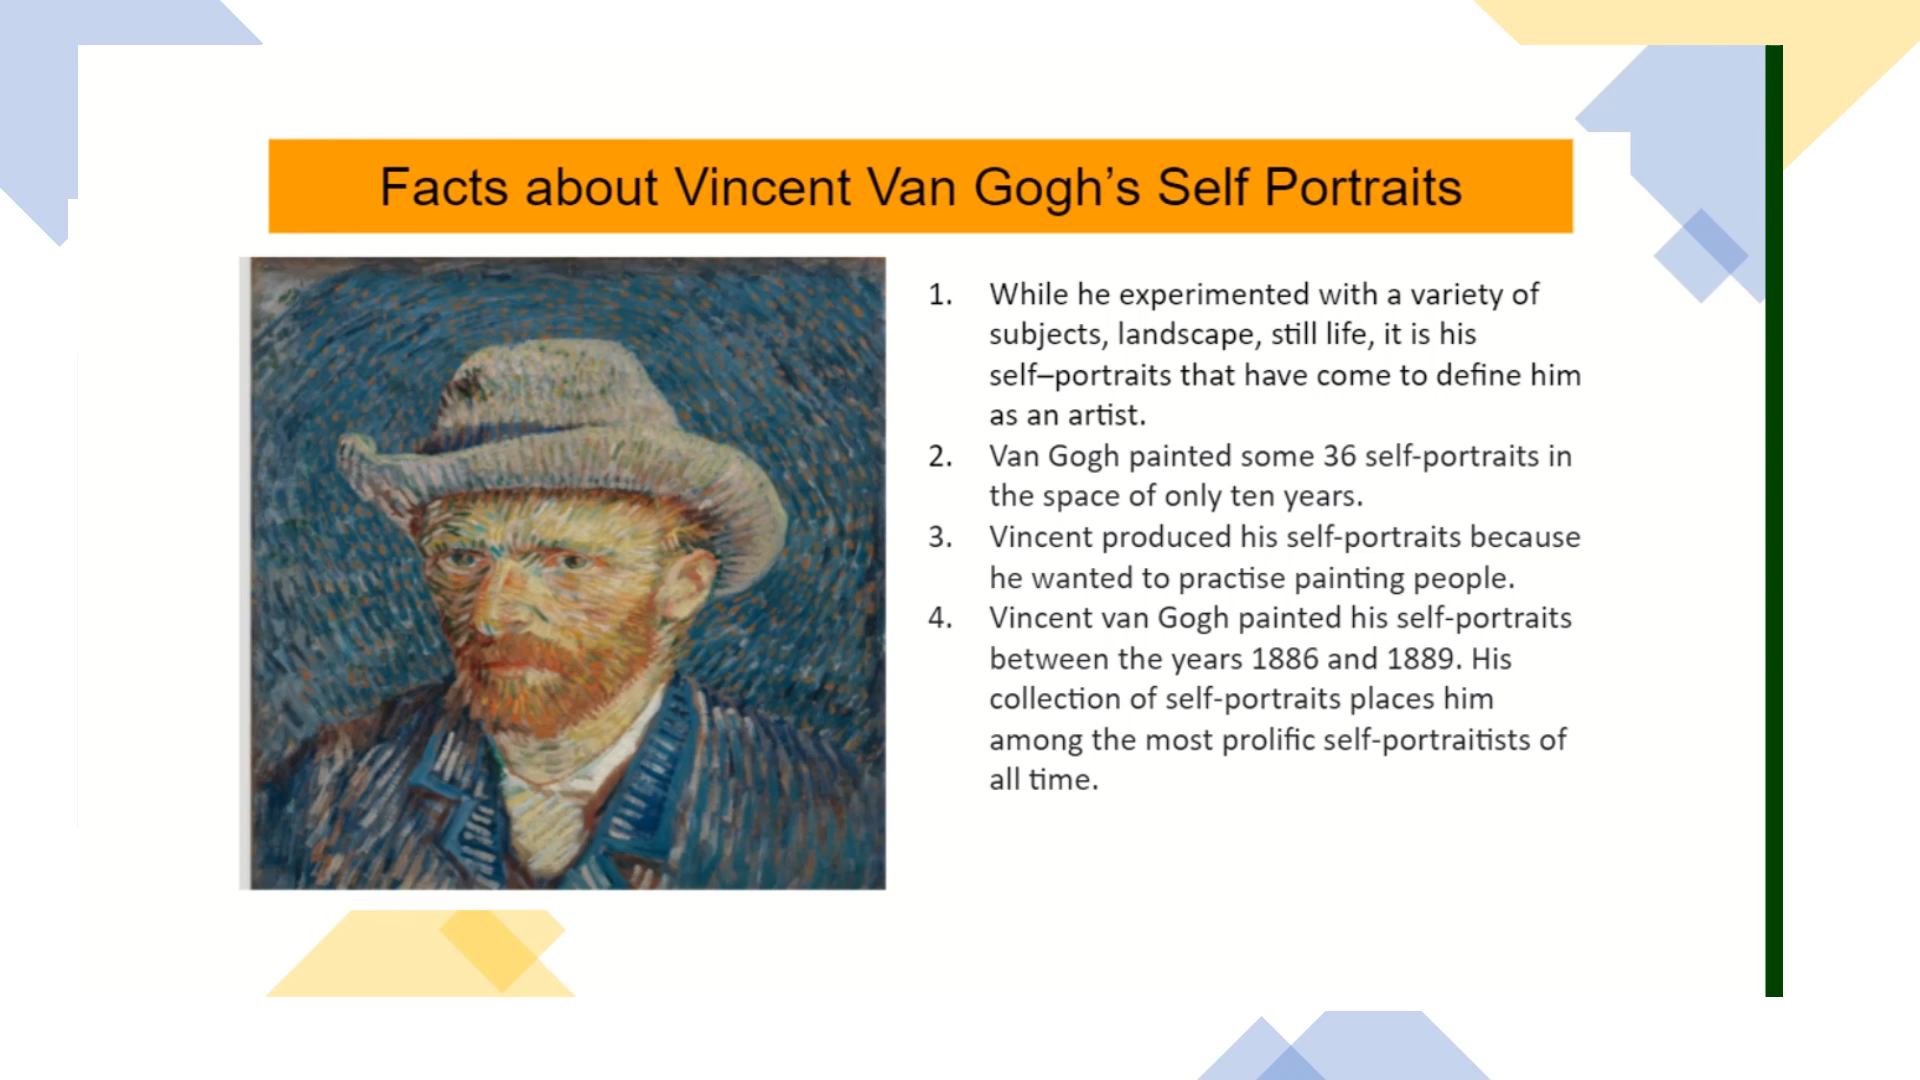 Facts about Vincent Van Gogh’s Self Portraits
1. While he experimented with a variety of
subjects, landscape, still life, it is his
self–portraits that have come to define him
as an artist.
2. Van Gogh painted some 36 self-portraits in
the space of only ten years.
3. Vincent produced his self-portraits because
he wanted to practise painting people.
4. Vincent van Gogh painted his self-portraits
between the years 1886 and 1889. His
collection of self-portraits places him
among the most prolific self-portraitists of
all time.